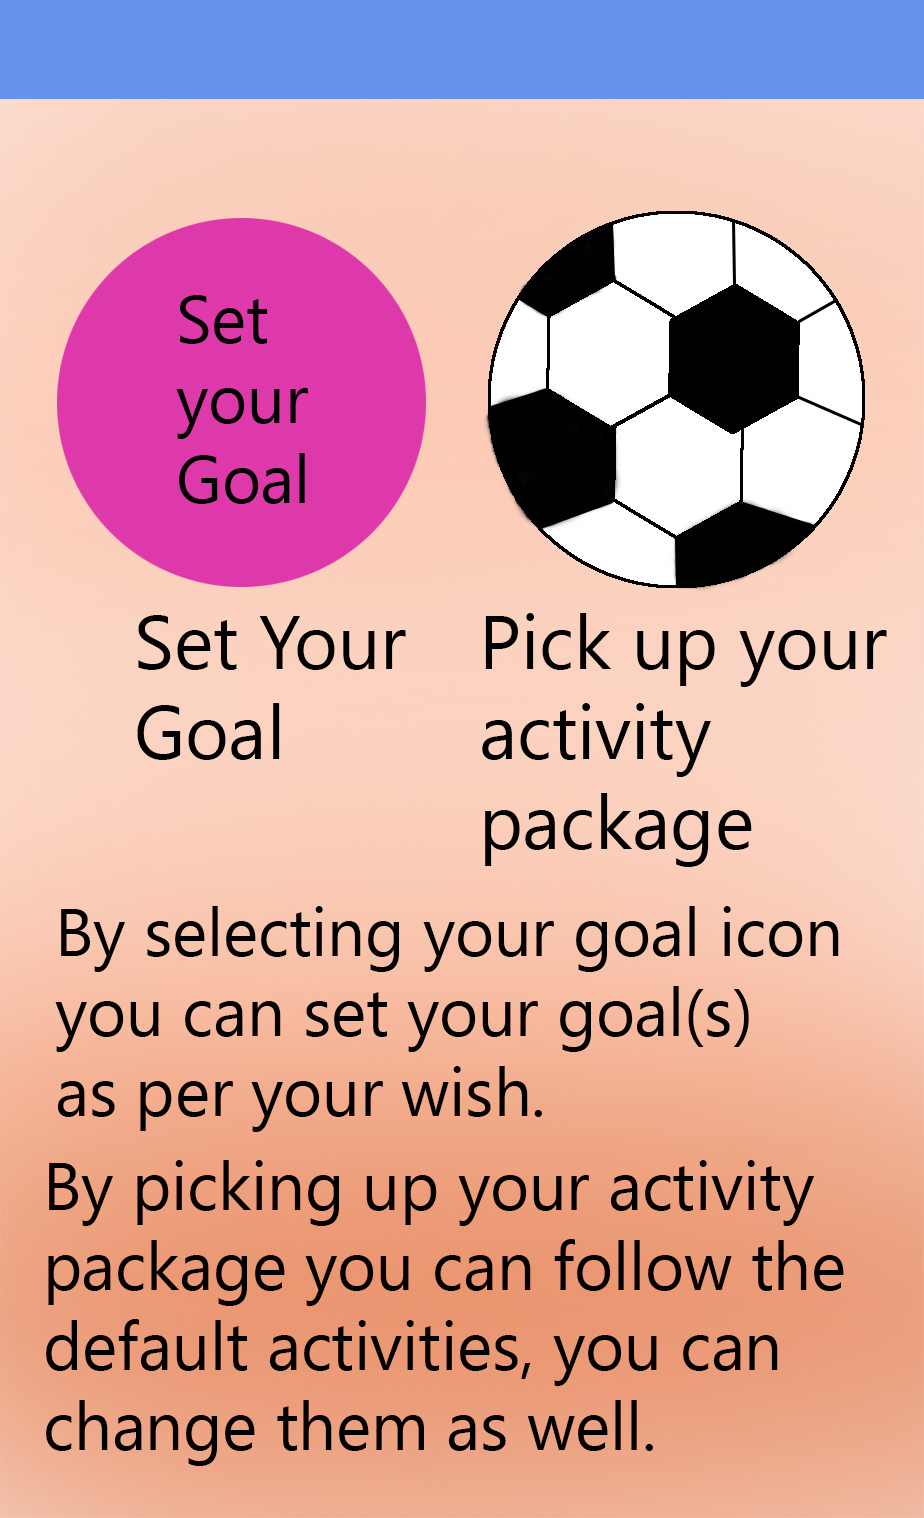 Set
your
Goal
Set Your
Goal
Pick up your
activity
package
By selecting your goal icon
you can set your goal(s)
as per your wish.
By picking up your activity
package you can follow the
default activities, you can
change them as well.